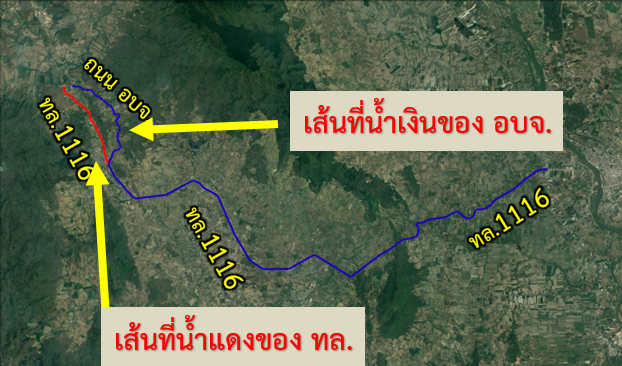 ถนน อบจ
ทล.1116
เส้นที่น้ำเงินของ อบจ.
ทล.1116
ทล.1116
เส้นที่น้ำแดงของ ทล.